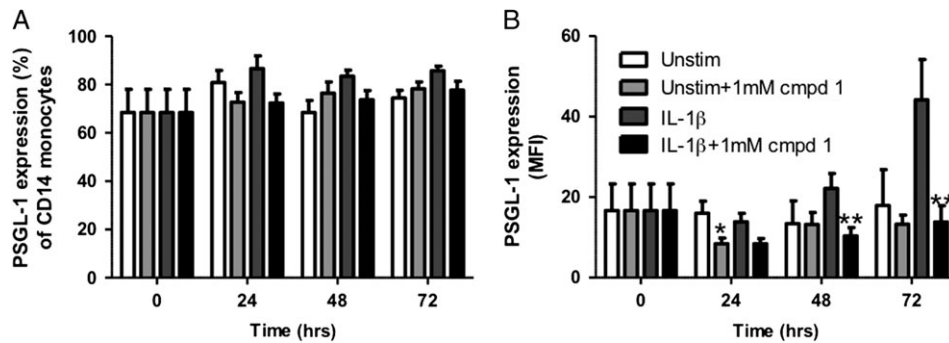 A
PSGL-1 expression (%)
of CD14 monocytes
100
80
60
40
20
0
0
24
48
72
Time (hrs)
B
PSGL-1 expression
(MFI)
60
40
20
0
Unstim
Unstim+1mM cmpd 1
IL-1β
IL-1β+1mM cmpd 1
*
**
**
0
24
48
72
Time (hrs)